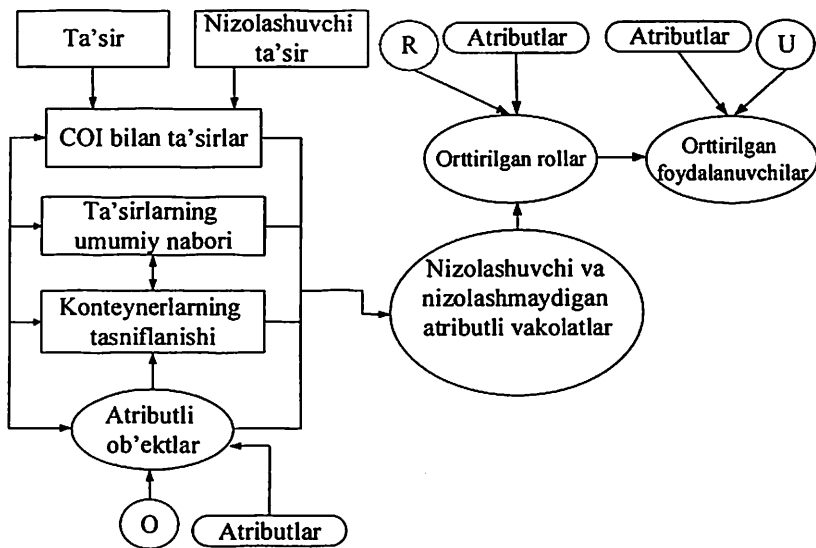 Ta'sir
Nizolashuvchi
ta'sir
R
Atributlar
Atributlar
U
COI bilan ta'sirlar
Orttirilgan rollar
Orttirilgan
foydalanuvchilar
Ta'sirlarning
umumiy nabori
Konteynerlarning
tasniflanishi
Nizolashuvchi va
nizolashmaydigan
atributli vakolatlar
Atributli
ob'ektlar
O
Atributlar